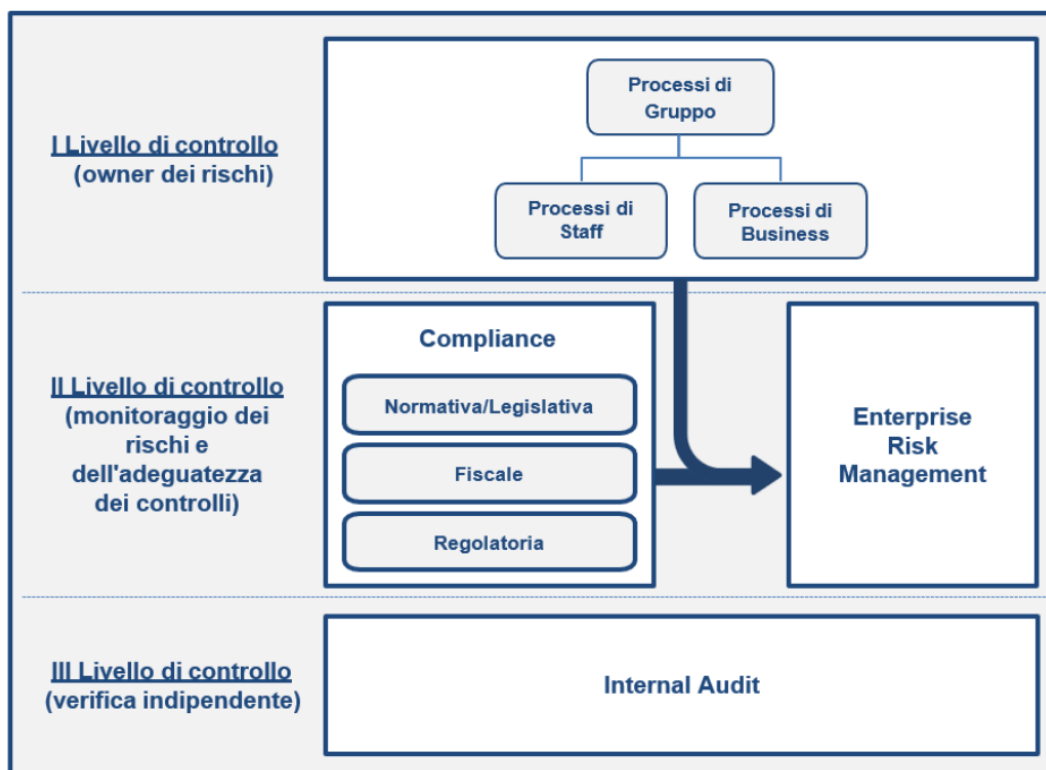 I Livello di controllo
(owner dei rischi)
Processi di
Gruppo
Processi di
Staff
Processi di
Business
II Livello di controllo
(monitoraggio dei
rischi e
dell'adeguatezza
dei controlli)
Compliance
Normativa/Legislativa
Fiscale
Regolatoria
Enterprise
Risk
Management
III Livello di controllo
(verifica indipendente)
Internal Audit